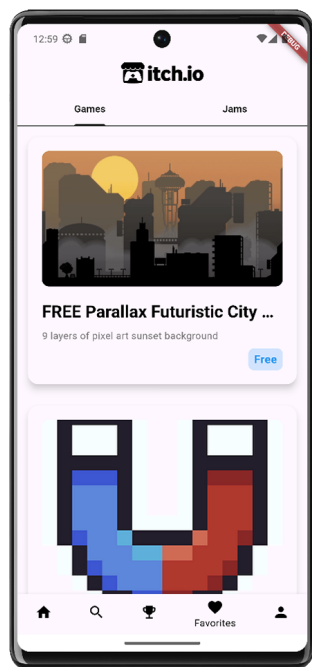 12:59
DEBUG
itch.io
Games
Jams
FREE Parallax Futuristic City ...
9 layers of pixel art sunset background
Free
Favorites